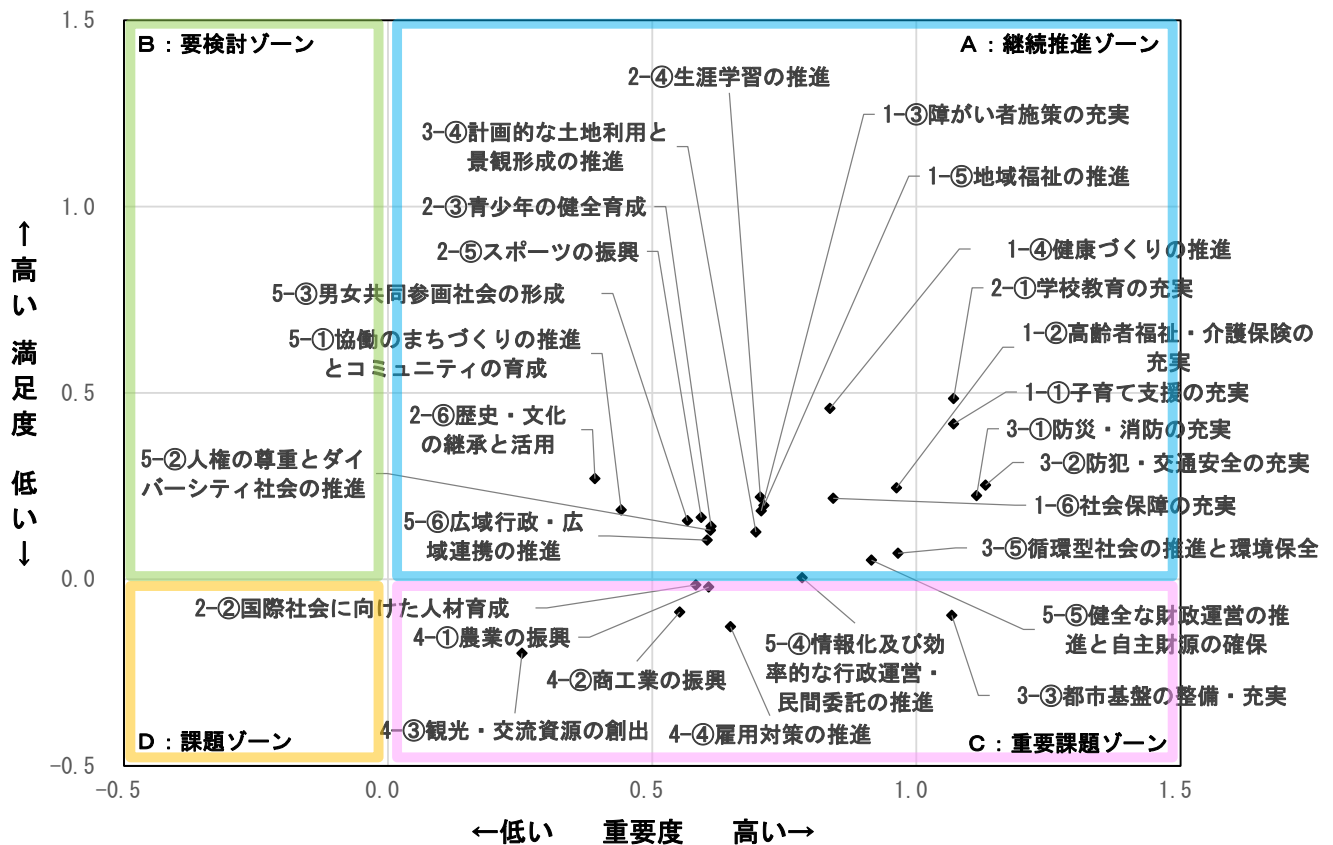 1.5
Ｂ：要検討ゾーン
Ａ：継続推進ゾーン
2-④生涯学習の推進
1-③障がい者施策の充実
3-④計画的な土地利用と
景観形成の推進
1-⑤地域福祉の推進
2-③青少年の健全育成
1.0
2-⑤スポーツの振興
1-④健康づくりの推進
5-③男女共同参画社会の形成
2-①学校教育の充実
5-①協働のまちづくりの推進
とコミュニティの育成
1-②高齢者福祉・介護保険の
充実
0.5
1-①子育て支援の充実
2-⑥歴史・文化
の継承と活用
3-①防災・消防の充実
5-②人権の尊重とダイ
バーシティ社会の推進
3-②防犯・交通安全の充実
1-⑥社会保障の充実
5-⑥広域行政・広
域連携の推進
3-⑤循環型社会の推進と環境保全
0.0
2-②国際社会に向けた人材育成
4-①農業の振興
5-⑤健全な財政運営の推
進と自主財源の確保
5-④情報化及び効
率的な行政運営・
民間委託の推進
4-②商工業の振興
3-③都市基盤の整備・充実
4-③観光・交流資源の創出
4-④雇用対策の推進
Ｄ：課題ゾーン
Ｃ：重要課題ゾーン
-0.5
-0.5
0.0
0.5
1.0
1.5
←低い　重要度　高い→
↑高い 満足度 低い↓